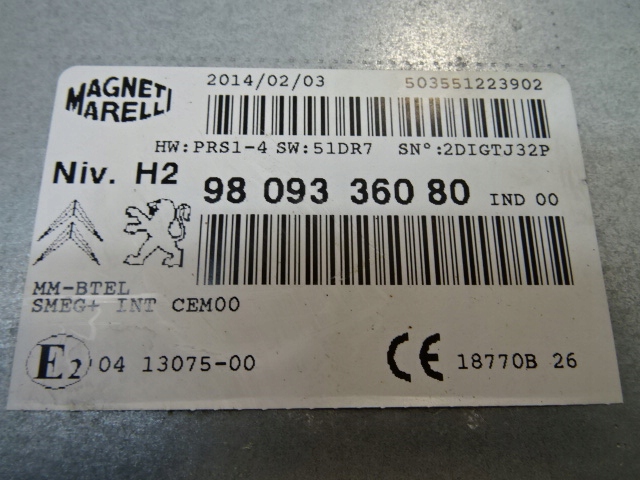 MAGNETI MARELLI
2014/02/03 503551223902
HW:PRS1-4 SW:51DR7 SN°:2DIGTJ32P
Niv. H2
98 093 360 80 IND 00
MM-BTEL
SMEG+ INT CEM00
E2 04 13075-00
CE 18770B 26